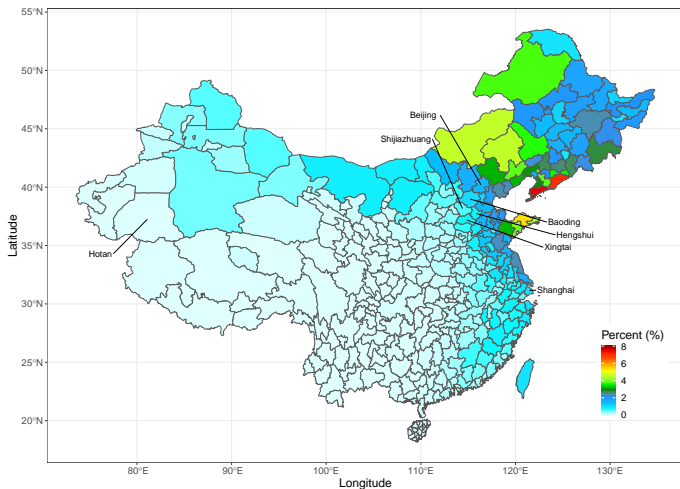 55°N
50°N
45°N
40°N
35°N
30°N
25°N
20°N
Latitude
Beijing
Shijiazhuang
Baoding
Hengshui
Xingtai
Hotan
Shanghai
Percent (%)
8
6
4
2
0
80°E
90°E
100°E
110°E
120°E
130°E
Longitude